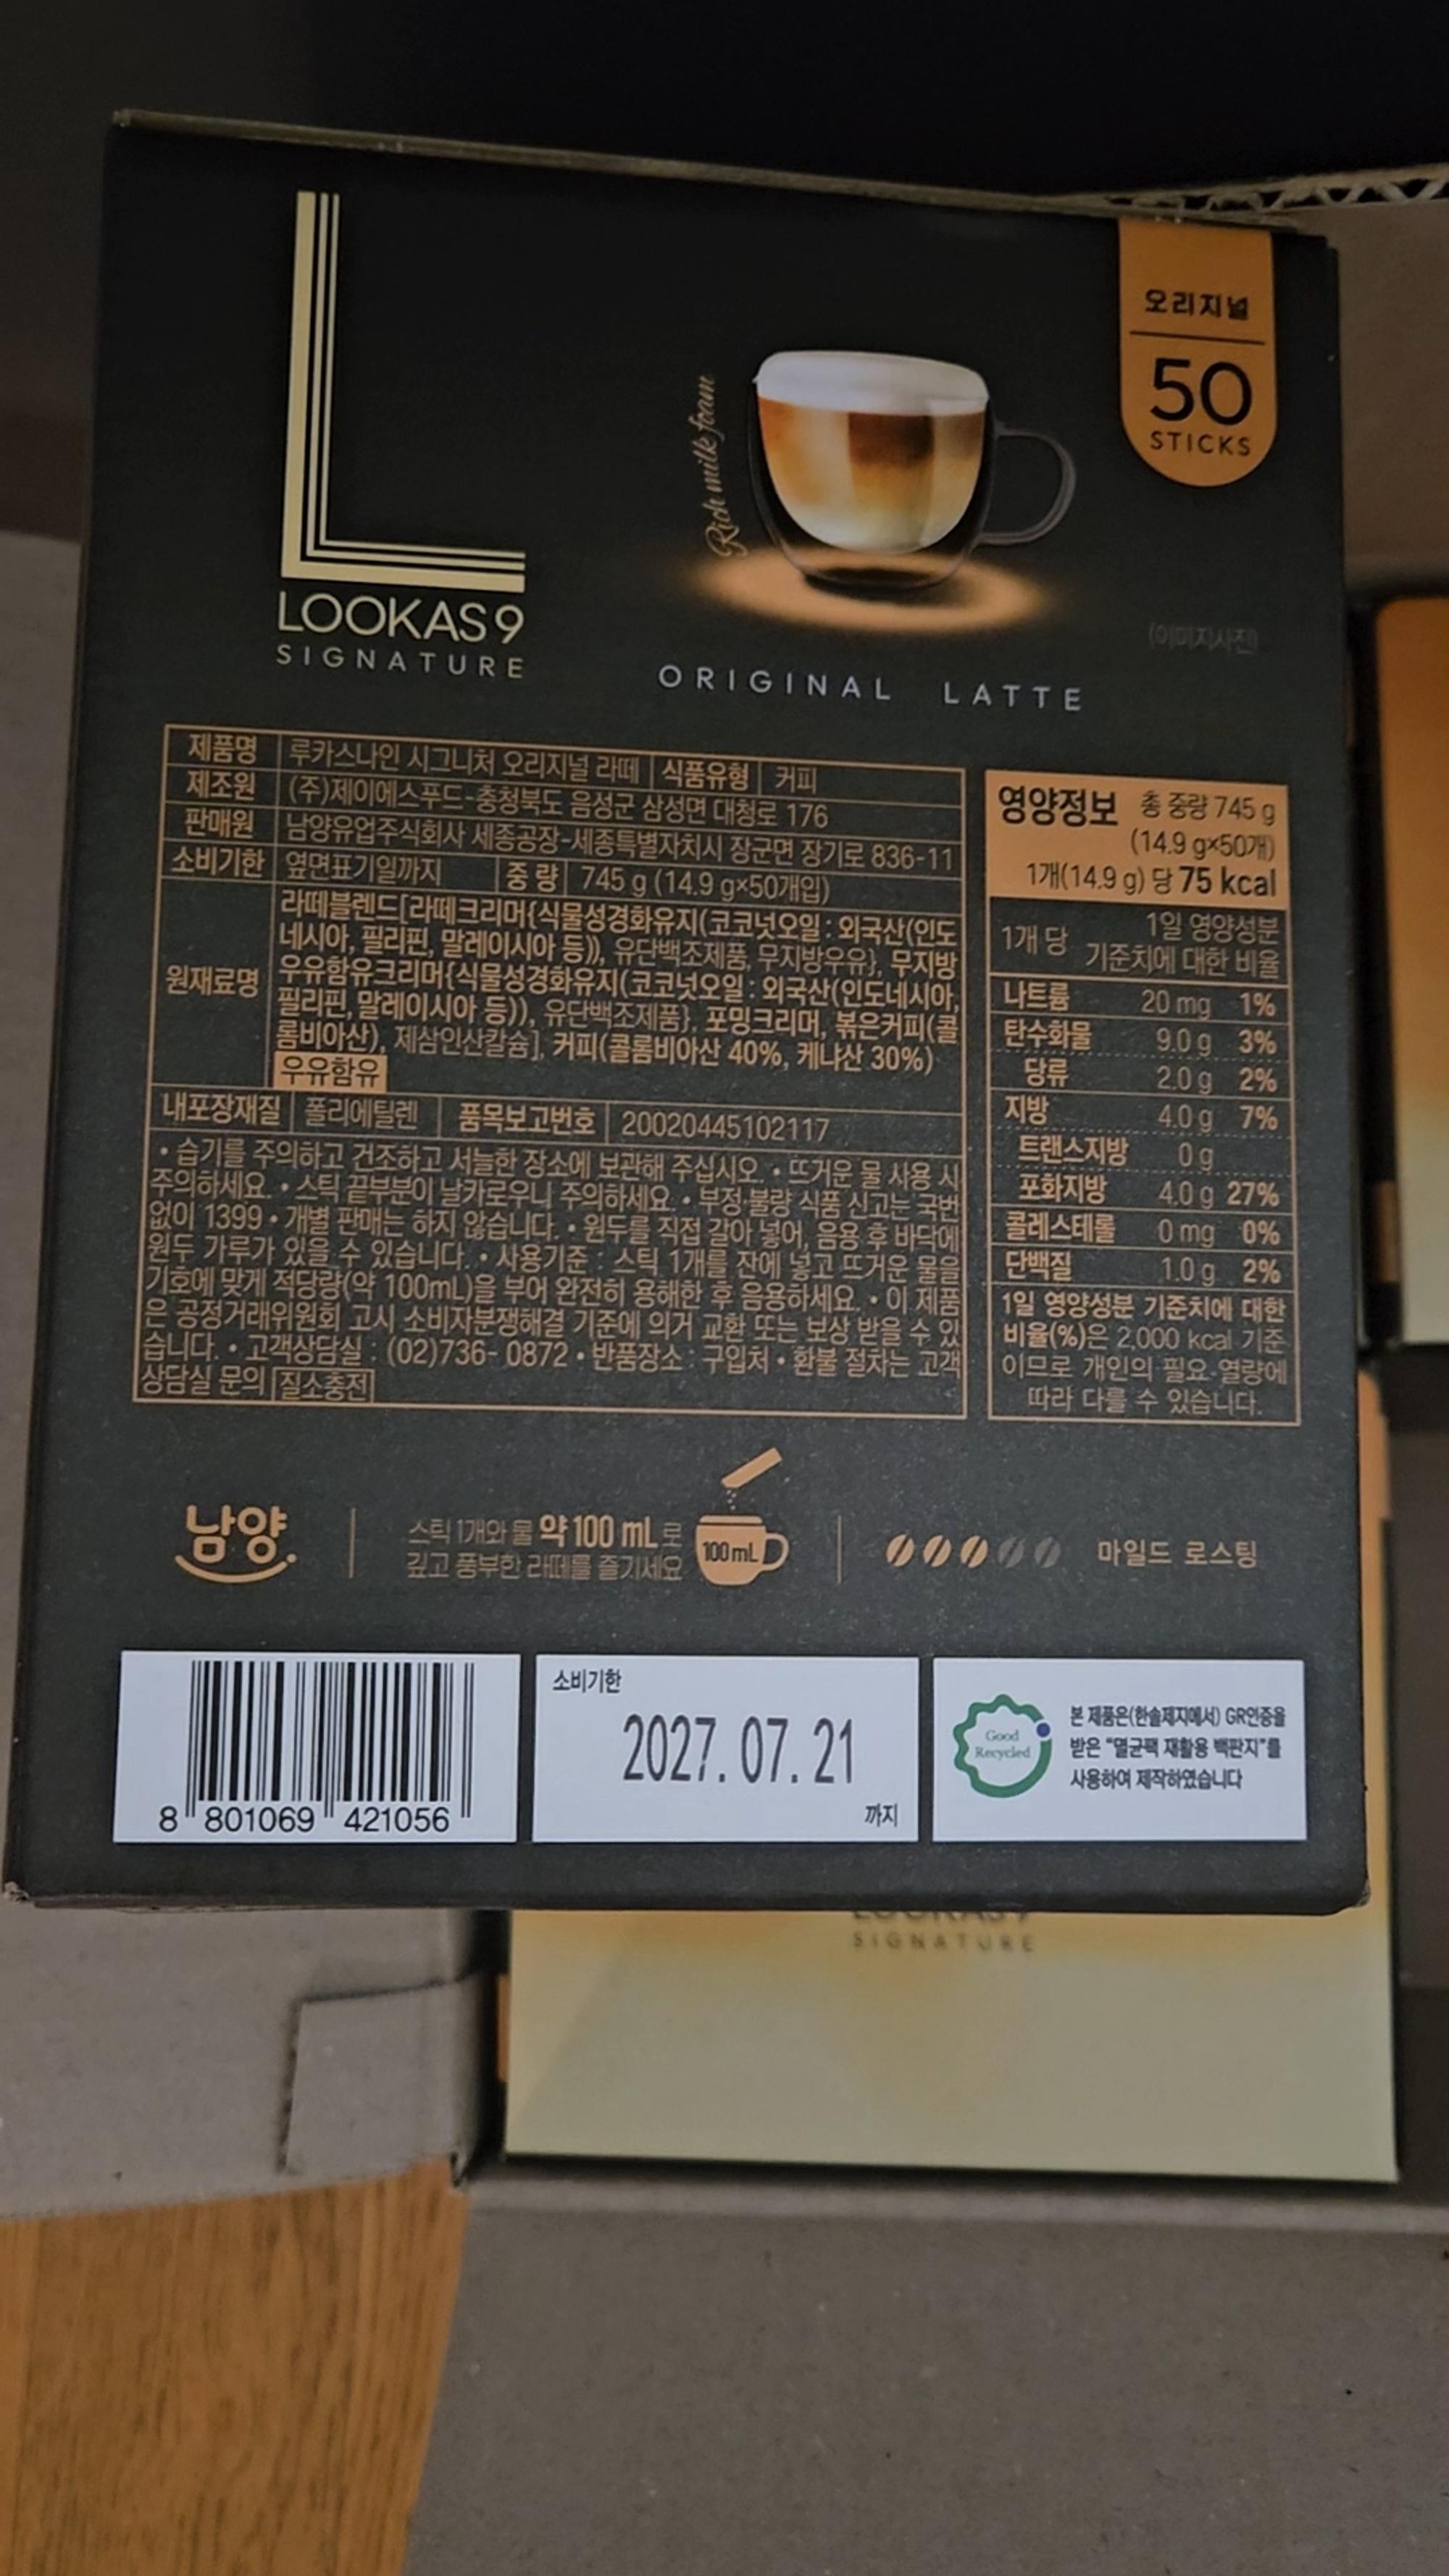 오리지널
50
STICKS
Rich milk foam
LOOKAS 9
SIGNATURE
(이미지사진)
ORIGINAL LATTE
제품명 루카스나인 시그니처 오리지널 라떼 식품유형 커피
제조원 (주)제이에스푸드-충청북도 음성군 삼성면 대청로 176
판매원 남양유업주식회사 세종공장-세종특별자치시 장군면 장기로 836-11
소비기한 옆면표기일까지 중 량 745 g (14.9 g×50개입)
원재료명
라떼블렌드[라떼크리머{식물성경화유지(코코넛오일: 외국산(인도
네시아, 필리핀, 말레이시아 등)), 유단백조제품, 무지방우유}, 무지방
우유함유크리머{식물성경화유지(코코넛오일: 외국산(인도네시아,
필리핀, 말레이시아 등)), 유단백조제품}, 포밍크리머, 볶은커피(콜
롬비아산), 제삼인산칼슘], 커피(콜롬비아산 40%, 케냐산 30%)
우유함유
내포장재질 폴리에틸렌 품목보고번호 20020445102117
• 습기를 주의하고 건조하고 서늘한 장소에 보관해 주십시오. • 뜨거운 물 사용 시
주의하세요. • 스틱 끝부분이 날카로우니 주의하세요. • 부정·불량 식품 신고는 국번
없이 1399 • 개별 판매는 하지 않습니다. • 원두를 직접 갈아 넣어, 음용 후 바닥에
원두 가루가 있을 수 있습니다. • 사용기준 : 스틱 1개를 잔에 넣고 뜨거운 물을
기호에 맞게 적당량(약 100mL)을 부어 완전히 용해한 후 음용하세요. • 이 제품
은 공정거래위원회 고시 소비자분쟁해결 기준에 의거 교환 또는 보상 받을 수 있
습니다. • 고객상담실 : (02)736- 0872 • 반품장소 : 구입처 • 환불 절차는 고객
상담실 문의 질소충전
영양정보 총 중량 745 g
(14.9 g×50개)
1개(14.9 g) 당 75 kcal
1개 당 1일 영양성분
기준치에 대한 비율
나트륨 20 mg 1%
탄수화물 9.0 g 3%
당류 2.0 g 2%
지방 4.0 g 7%
트랜스지방 0 g
포화지방 4.0 g 27%
콜레스테롤 0 mg 0%
단백질 1.0 g 2%
1일 영양성분 기준치에 대한
비율(%)은 2,000 kcal 기준
이므로 개인의 필요 열량에
따라 다를 수 있습니다.
남양
스틱 1개와 물 약 100 mL로
깊고 풍부한 라떼를 즐기세요
100 mL
마일드 로스팅
8 801069 421056
소비기한
2027. 07. 21
까지
Good
Recycled
본 제품은(한솔제지에서) GR인증을
받은 "멸균팩 재활용 백판지"를
사용하여 제작하였습니다
LOOKAS 9
SIGNATURE